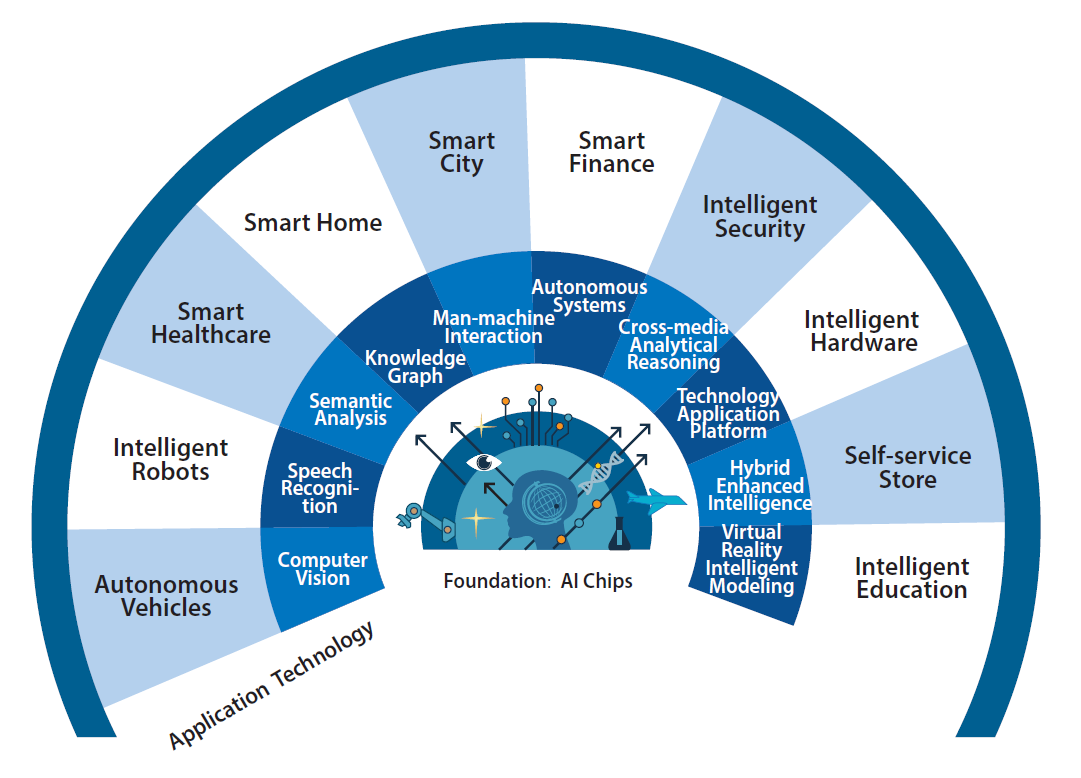 Smart
City
Smart
Finance
Smart Home
Intelligent
Security
Smart
Healthcare
Intelligent
Hardware
Intelligent
Robots
Self-service
Store
Autonomous
Vehicles
Intelligent
Education
Autonomous
Systems
Man-machine
Interaction
Cross-media
Analytical
Reasoning
Knowledge
Graph
Technology
Application
Platform
Semantic
Analysis
Speech
Recogni-
tion
Hybrid
Enhanced
Intelligence
Computer
Vision
Virtual
Reality
Intelligent
Modeling
Foundation: AI Chips
Application Technology